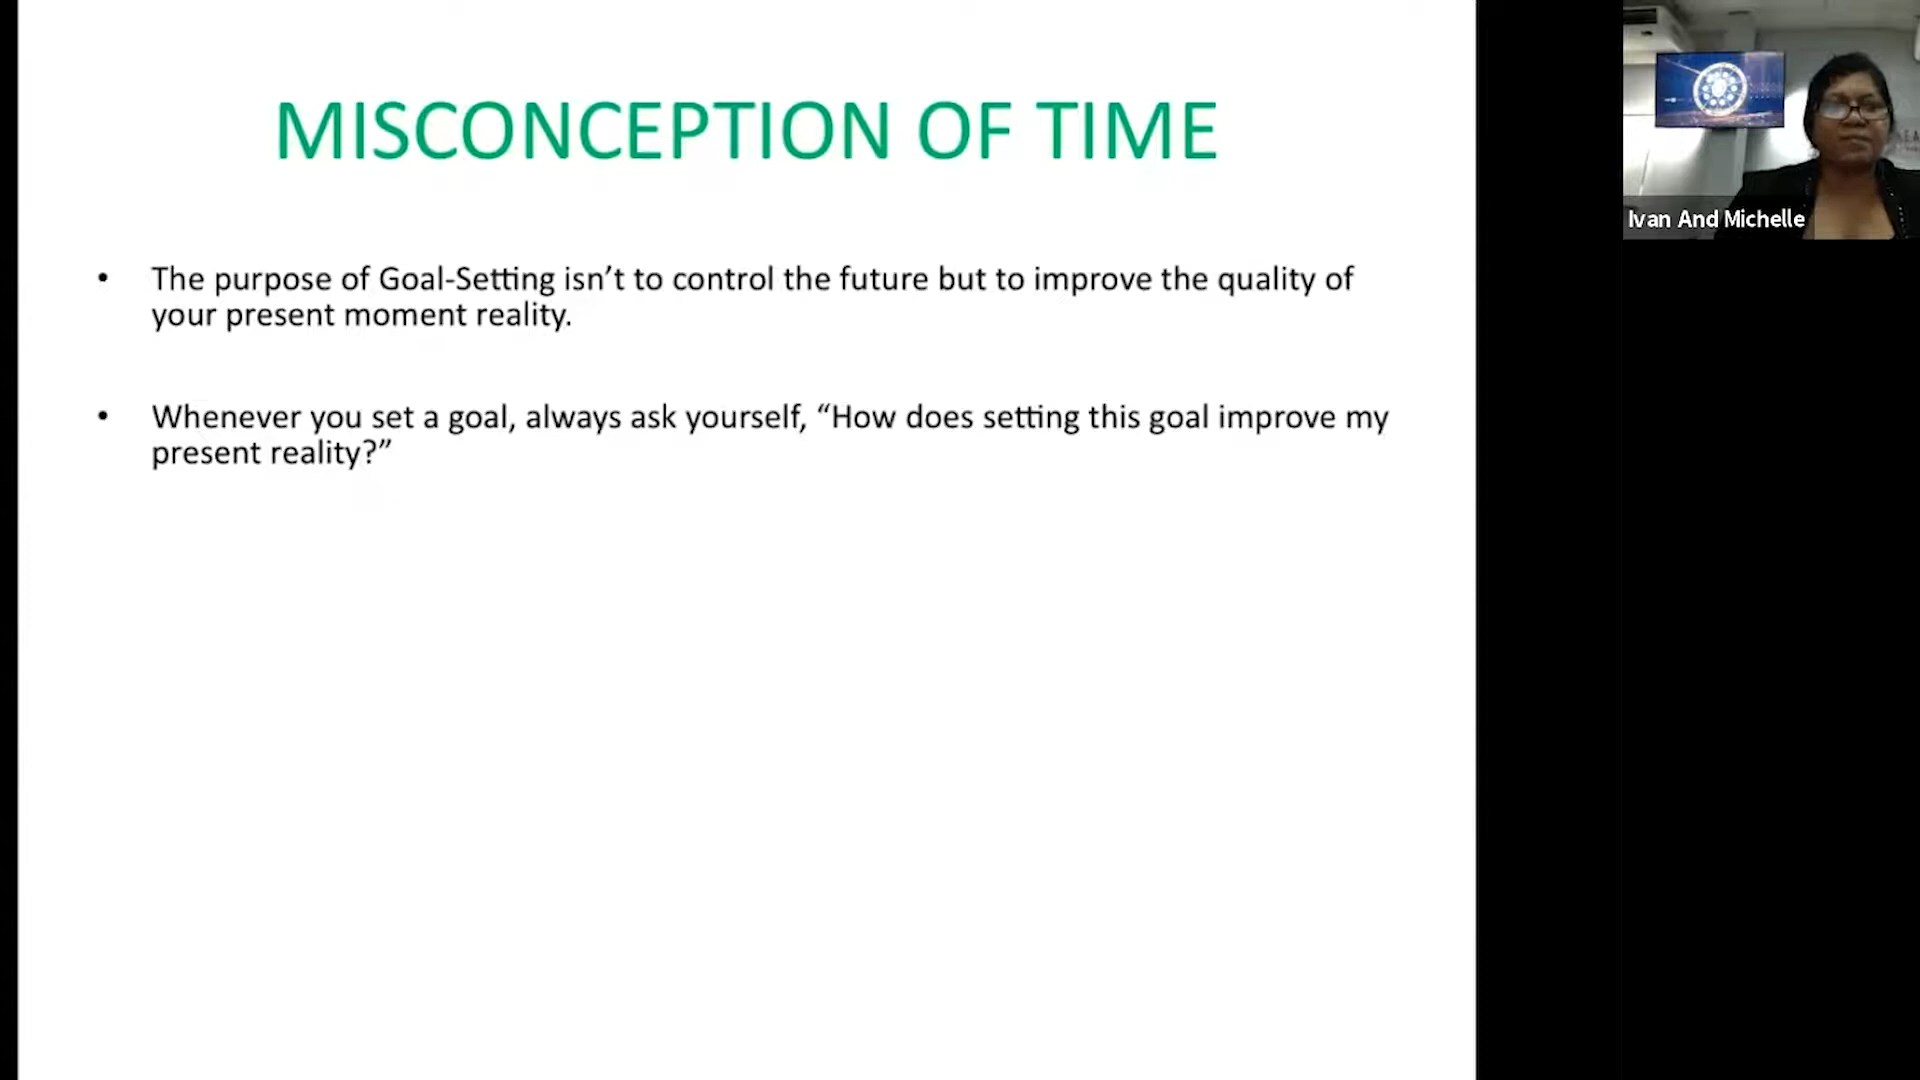 MISCONCEPTION OF TIME
• The purpose of Goal-Setting isn’t to control the future but to improve the quality of
your present moment reality.
• Whenever you set a goal, always ask yourself, “How does setting this goal improve my
present reality?”
Ivan And Michelle